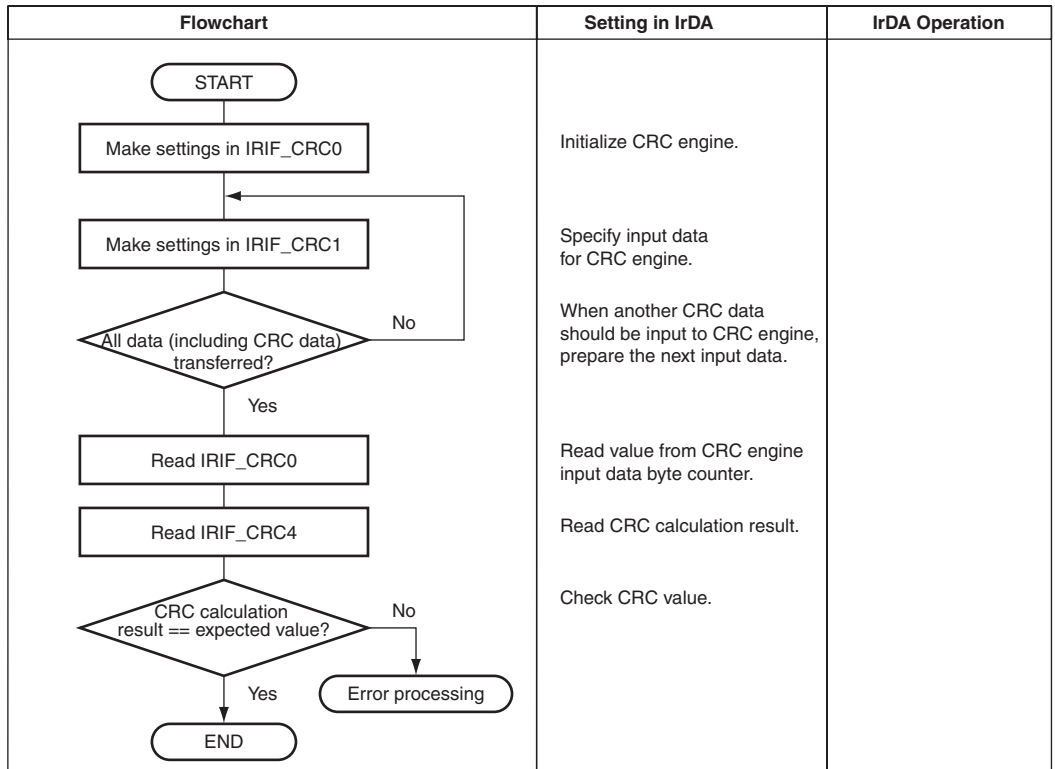 Flowchart
Setting in IrDA
IrDA Operation
START
Make settings in IRIF_CRC0
Initialize CRC engine.
Make settings in IRIF_CRC1
Specify input data
for CRC engine.
All data (including CRC data)
transferred?
No
When another CRC data
should be input to CRC engine,
prepare the next input data.
Yes
Read IRIF_CRC0
Read value from CRC engine
input data byte counter.
Read IRIF_CRC4
Read CRC calculation result.
CRC calculation
result == expected value?
No
Check CRC value.
Yes
Error processing
END